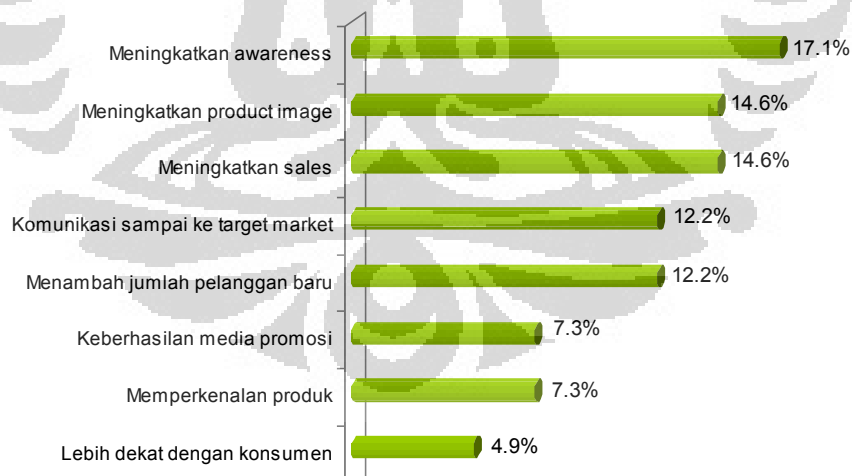 Meningkatkan awareness 17.1%
Meningkatkan product image 14.6%
Meningkatkan sales 14.6%
Komunikasi sampai ke target market 12.2%
Menambah jumlah pelanggan baru 12.2%
Keberhasilan media promosi 7.3%
Memperkenalan produk 7.3%
Lebih dekat dengan konsumen 4.9%